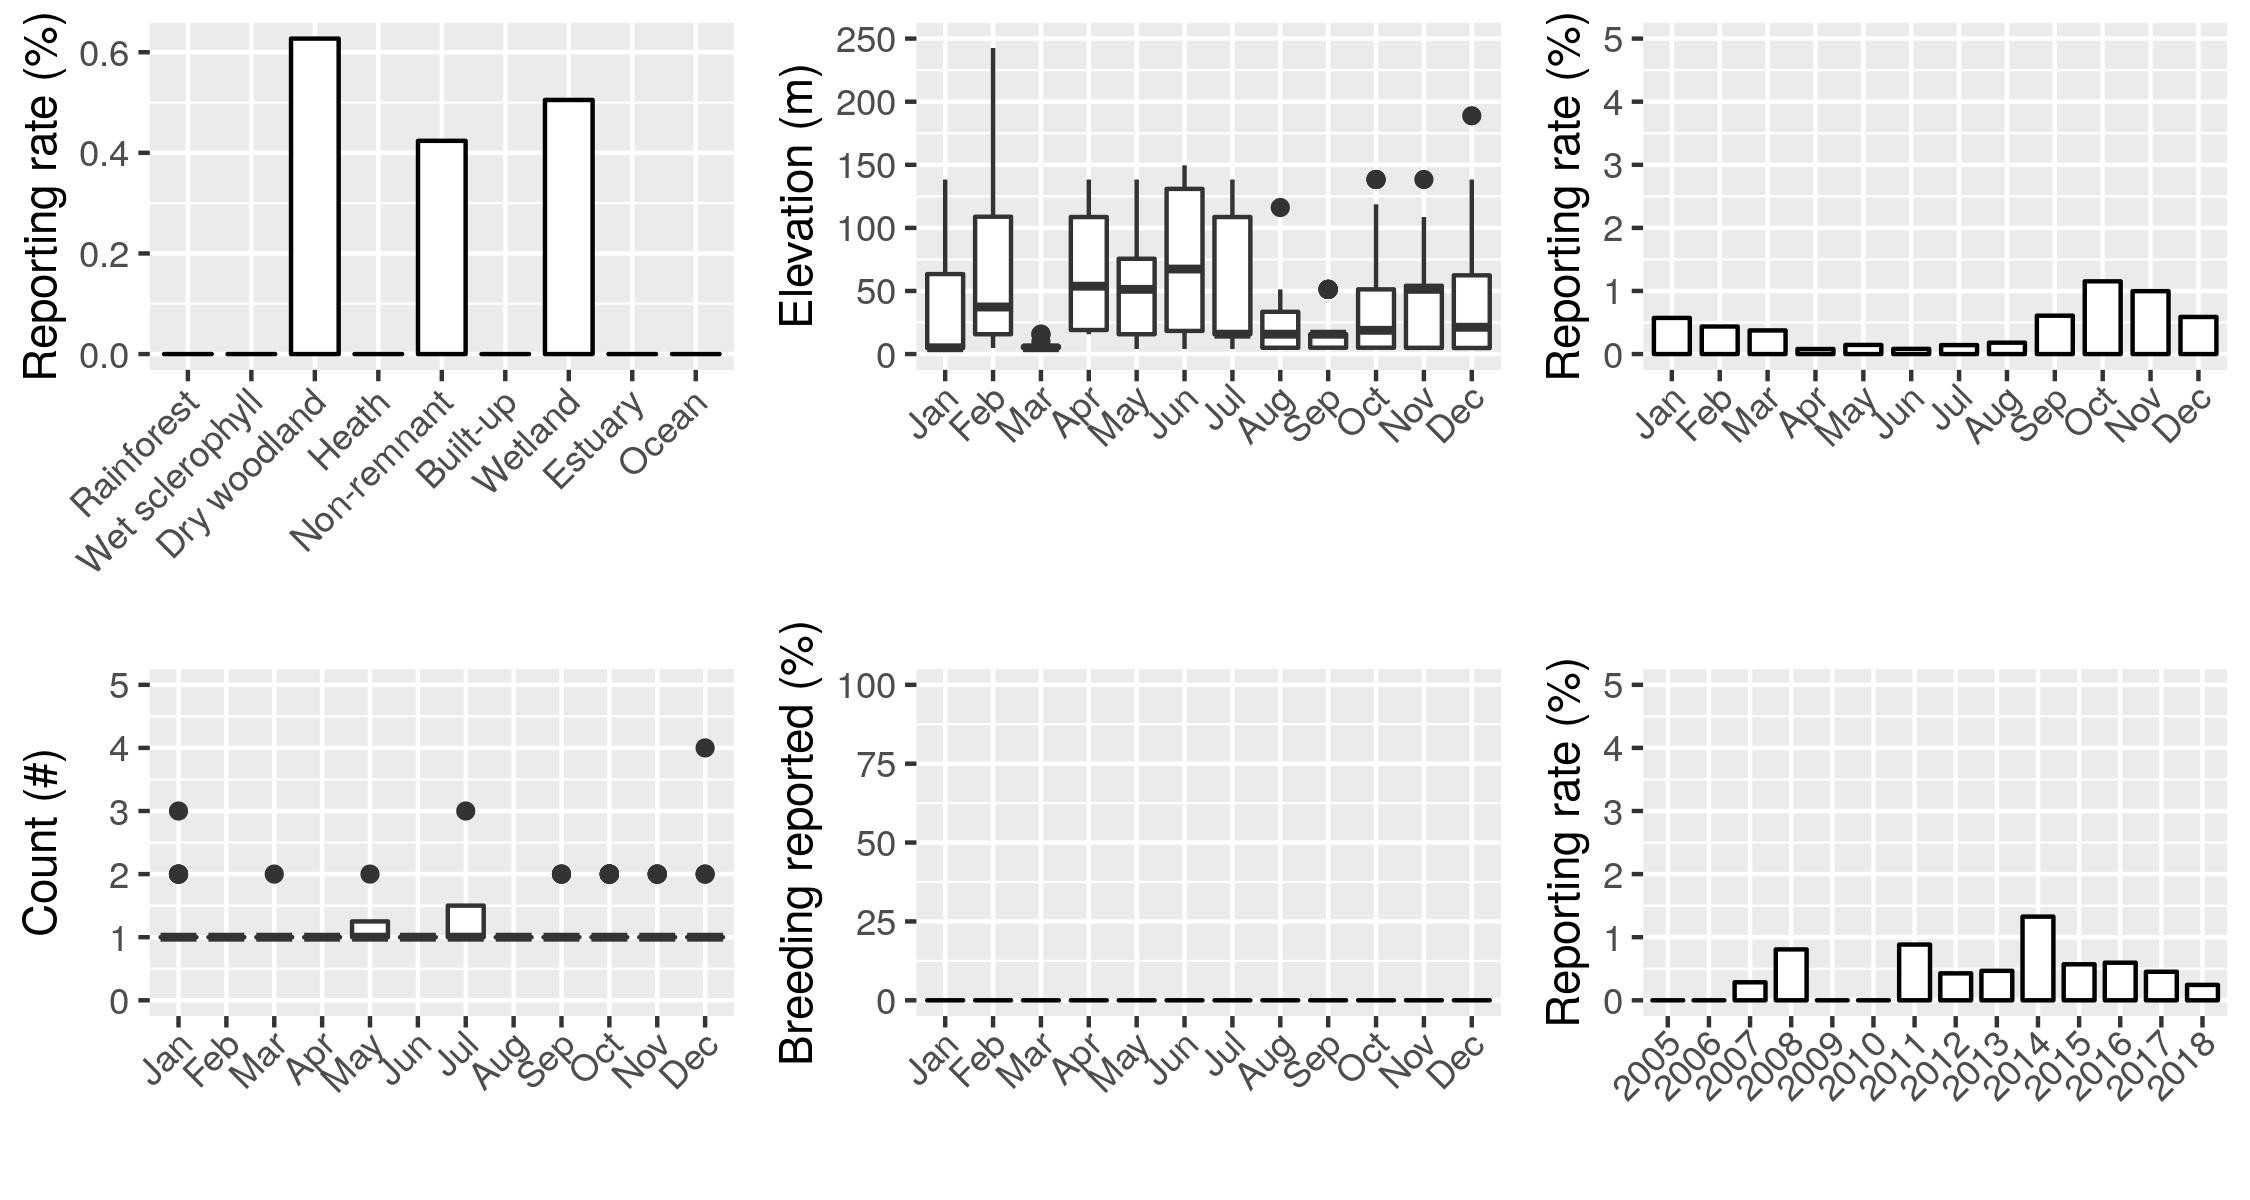 Reporting rate (%)
0.6
0.4
0.2
0.0
Rainforest
Wet sclerophyll
Dry woodland
Heath
Non-remnant
Built-up
Wetland
Estuary
Ocean
Elevation (m)
250
200
150
100
50
0
Jan Feb Mar Apr May Jun Jul Aug Sep Oct Nov Dec
Reporting rate (%)
5
4
3
2
1
0
Jan Feb Mar Apr May Jun Jul Aug Sep Oct Nov Dec
Count (#)
5
4
3
2
1
0
Jan Feb Mar Apr May Jun Jul Aug Sep Oct Nov Dec
Breeding reported (%)
100
75
50
25
0
Jan Feb Mar Apr May Jun Jul Aug Sep Oct Nov Dec
Reporting rate (%)
5
4
3
2
1
0
2005 2006 2007 2008 2009 2010 2011 2012 2013 2014 2015 2016 2017 2018